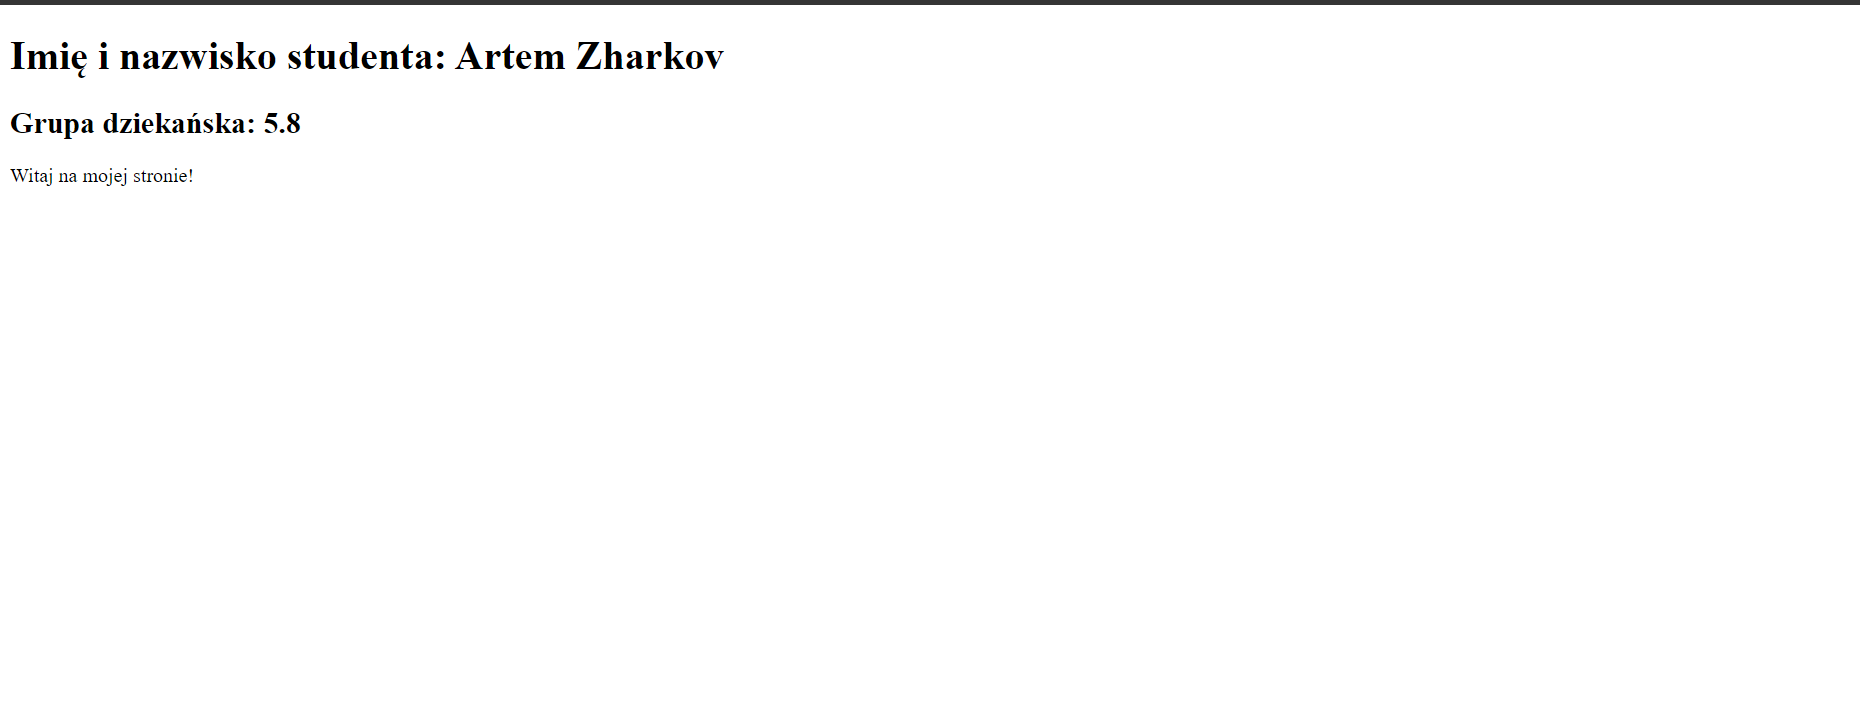 Imię i nazwisko studenta: Artem Zharkov
Grupa dziekańska: 5.8
Witaj na mojej stronie!